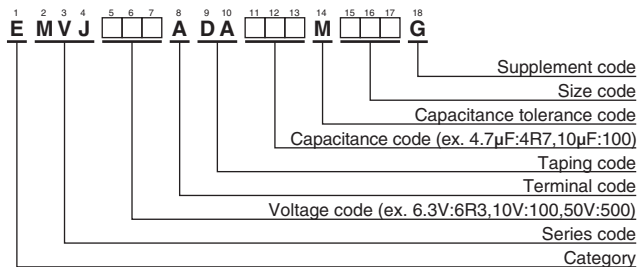 1 2 3 4 5 6 7 8 9 10 11 12 13 14 15 16 17 18
E M V J A D A M G
Supplement code
Size code
Capacitance tolerance code
Capacitance code (ex. 4.7μF:4R7,10μF:100)
Taping code
Terminal code
Voltage code (ex. 6.3V:6R3,10V:100,50V:500)
Series code
Category